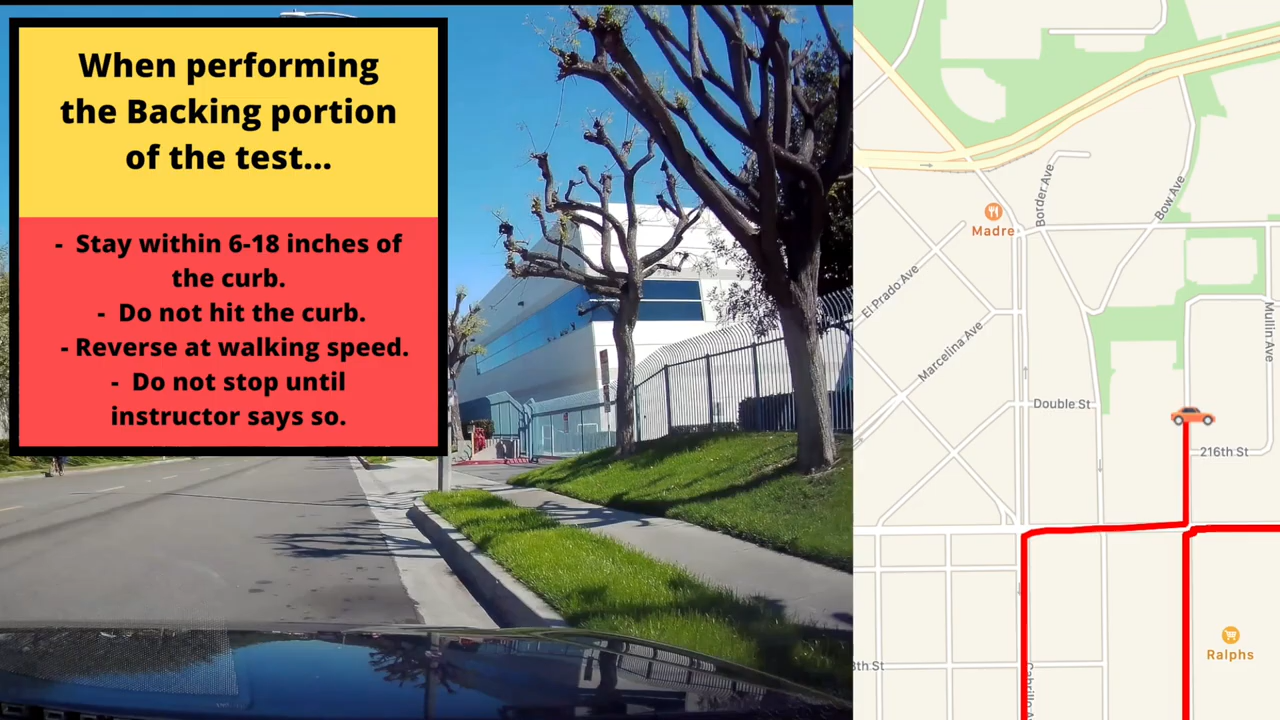 When performing
the Backing portion
of the test...
- Stay within 6-18 inches of
the curb.
- Do not hit the curb.
- Reverse at walking speed.
- Do not stop until
instructor says so.
Border Ave
Bow Ave
Madre
El Prado Ave
Mullin Ave
Marcelina Ave
Double St
216th St
Ralphs
Cabrillo Av